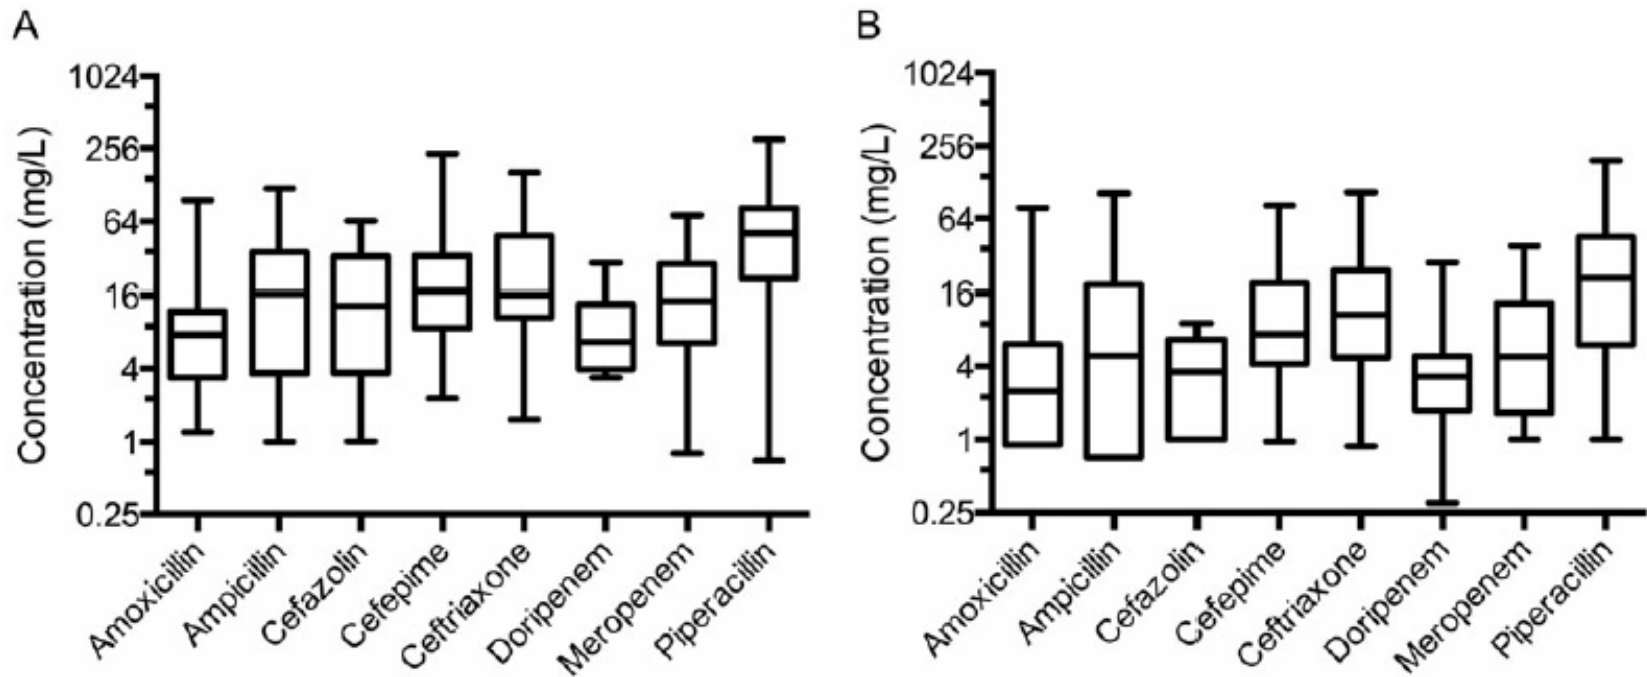 A
Concentration (mg/L)
1024
256
64
16
4
1
0.25
Amoxicillin
Ampicillin
Cefazolin
Cefepime
Ceftriaxone
Doripenem
Meropenem
Piperacillin
B
Concentration (mg/L)
1024
256
64
16
4
1
0.25
Amoxicillin
Ampicillin
Cefazolin
Cefepime
Ceftriaxone
Doripenem
Meropenem
Piperacillin